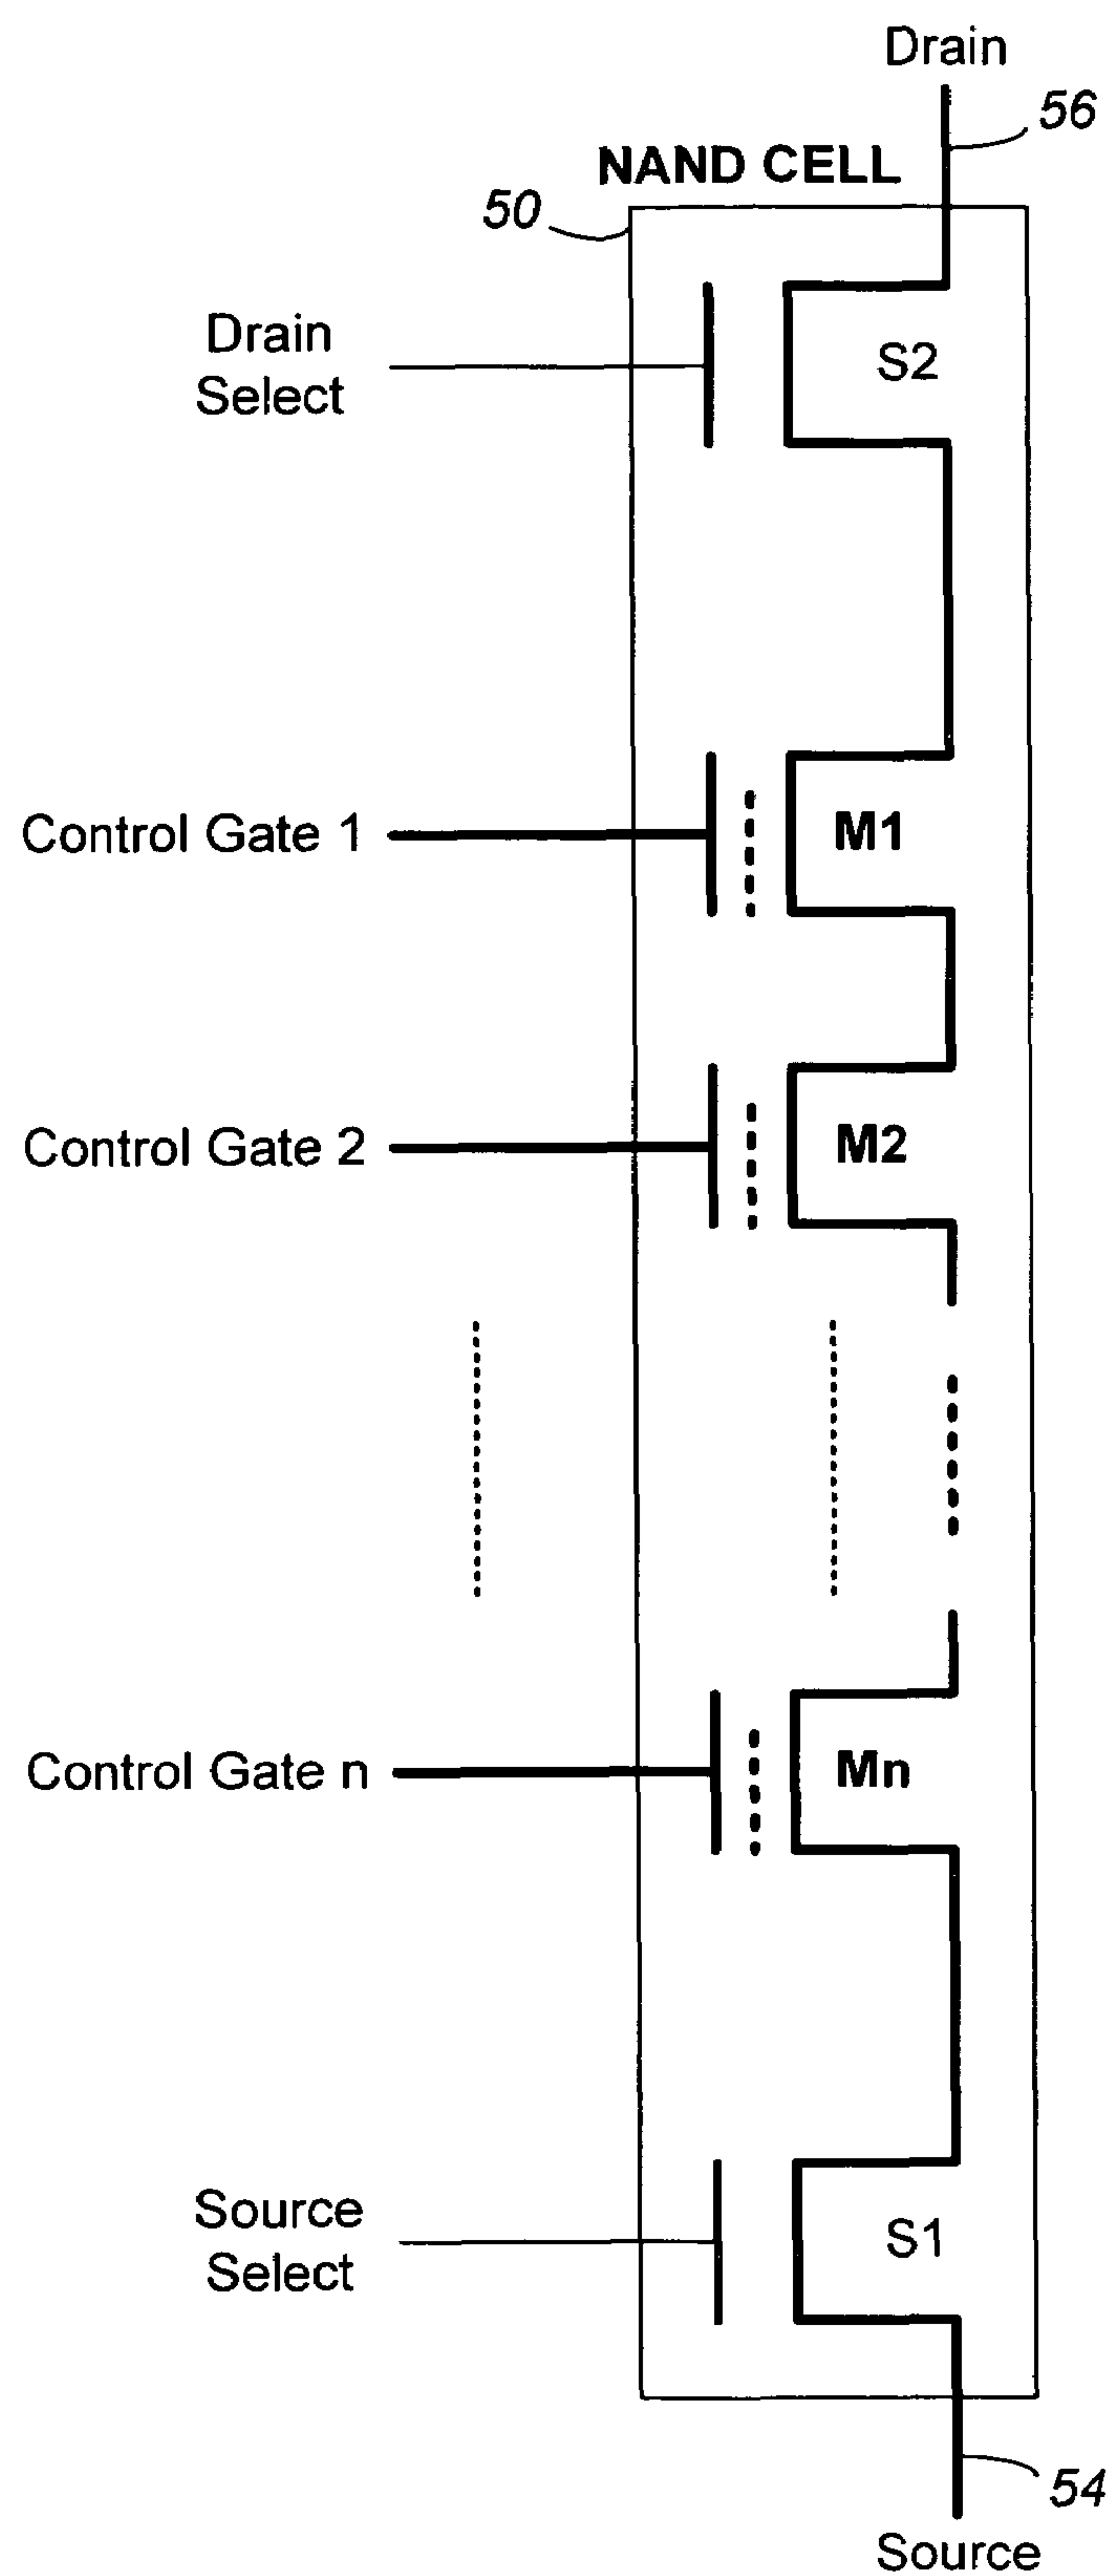 Drain
56
NAND CELL
50
Drain
Select
S2
Control Gate 1
M1
Control Gate 2
M2
Control Gate n
Mn
Source
Select
S1
54
Source